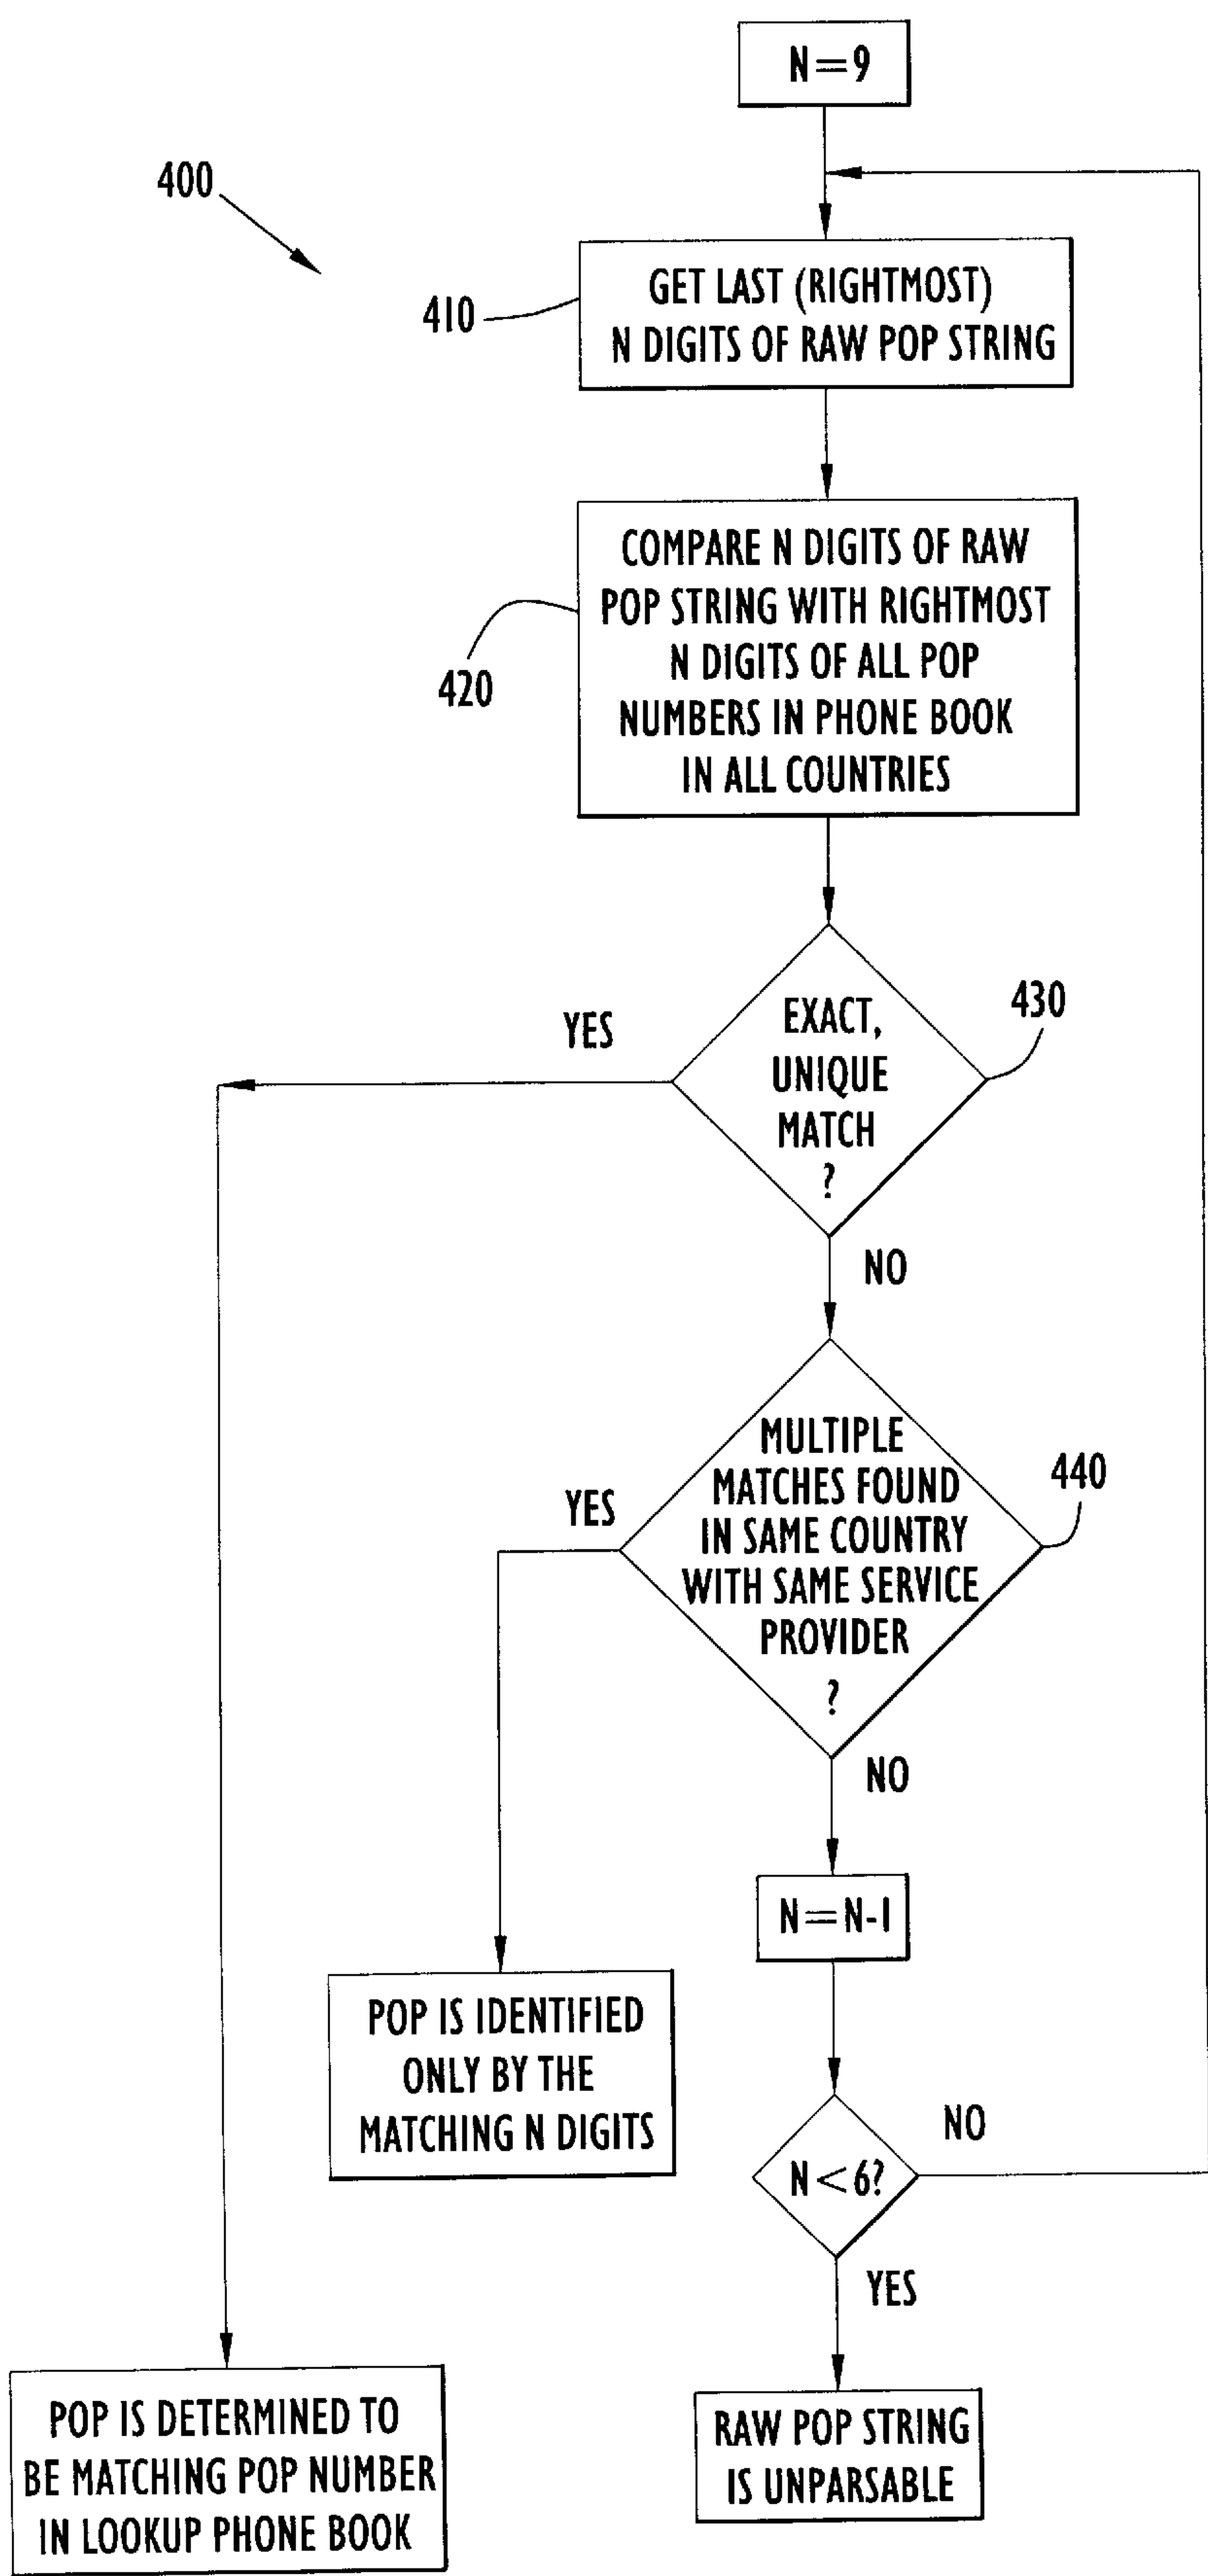 N=9
400
410
GET LAST (RIGHTMOST)
N DIGITS OF RAW POP STRING
420
COMPARE N DIGITS OF RAW
POP STRING WITH RIGHTMOST
N DIGITS OF ALL POP
NUMBERS IN PHONE BOOK
IN ALL COUNTRIES
430
YES
EXACT,
UNIQUE
MATCH
?
NO
440
YES
MULTIPLE
MATCHES FOUND
IN SAME COUNTRY
WITH SAME SERVICE
PROVIDER
?
NO
N=N-1
POP IS IDENTIFIED
ONLY BY THE
MATCHING N DIGITS
N<6?
NO
YES
POP IS DETERMINED TO
BE MATCHING POP NUMBER
IN LOOKUP PHONE BOOK
RAW POP STRING
IS UNPARSABLE